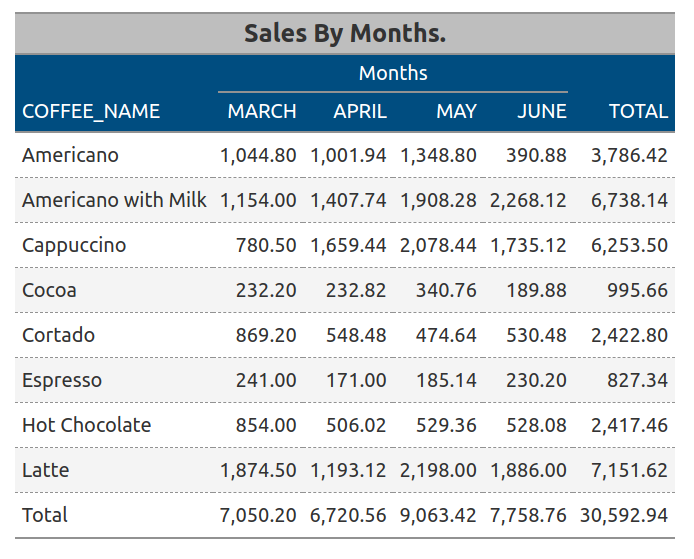 Sales By Months.
Months
COFFEE_NAME MARCH APRIL MAY JUNE TOTAL
Americano 1,044.80 1,001.94 1,348.80 390.88 3,786.42
Americano with Milk 1,154.00 1,407.74 1,908.28 2,268.12 6,738.14
Cappuccino 780.50 1,659.44 2,078.44 1,735.12 6,253.50
Cocoa 232.20 232.82 340.76 189.88 995.66
Cortado 869.20 548.48 474.64 530.48 2,422.80
Espresso 241.00 171.00 185.14 230.20 827.34
Hot Chocolate 854.00 506.02 529.36 528.08 2,417.46
Latte 1,874.50 1,193.12 2,198.00 1,886.00 7,151.62
Total 7,050.20 6,720.56 9,063.42 7,758.76 30,592.94